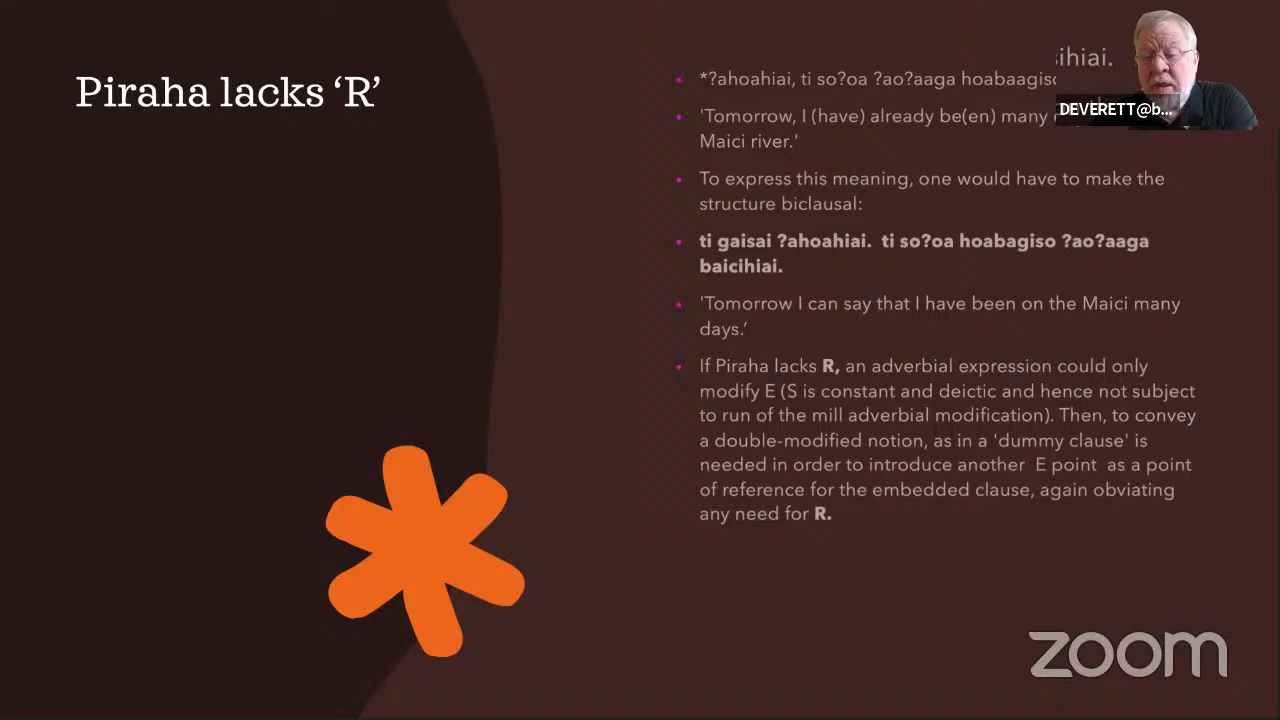 Piraha lacks ‘R’
ihiai.
*?ahoahiai, ti so?oa ?ao?aaga hoabaagiso
DEVERETT@b...
'Tomorrow, I (have) already be(en) many
Maici river.'
To express this meaning, one would have to make the
structure biclausal:
ti gaisai ?ahoahiai.  ti so?oa hoabagiso ?ao?aaga
baicihiai.
'Tomorrow I can say that I have been on the Maici many
days.‘
If Piraha lacks R, an adverbial expression could only
modify E (S is constant and deictic and hence not subject
to run of the mill adverbial modification). Then, to convey
a double-modified notion, as in a 'dummy clause' is
needed in order to introduce another  E point  as a point
of reference for the embedded clause, again obviating
any need for R.
zoom